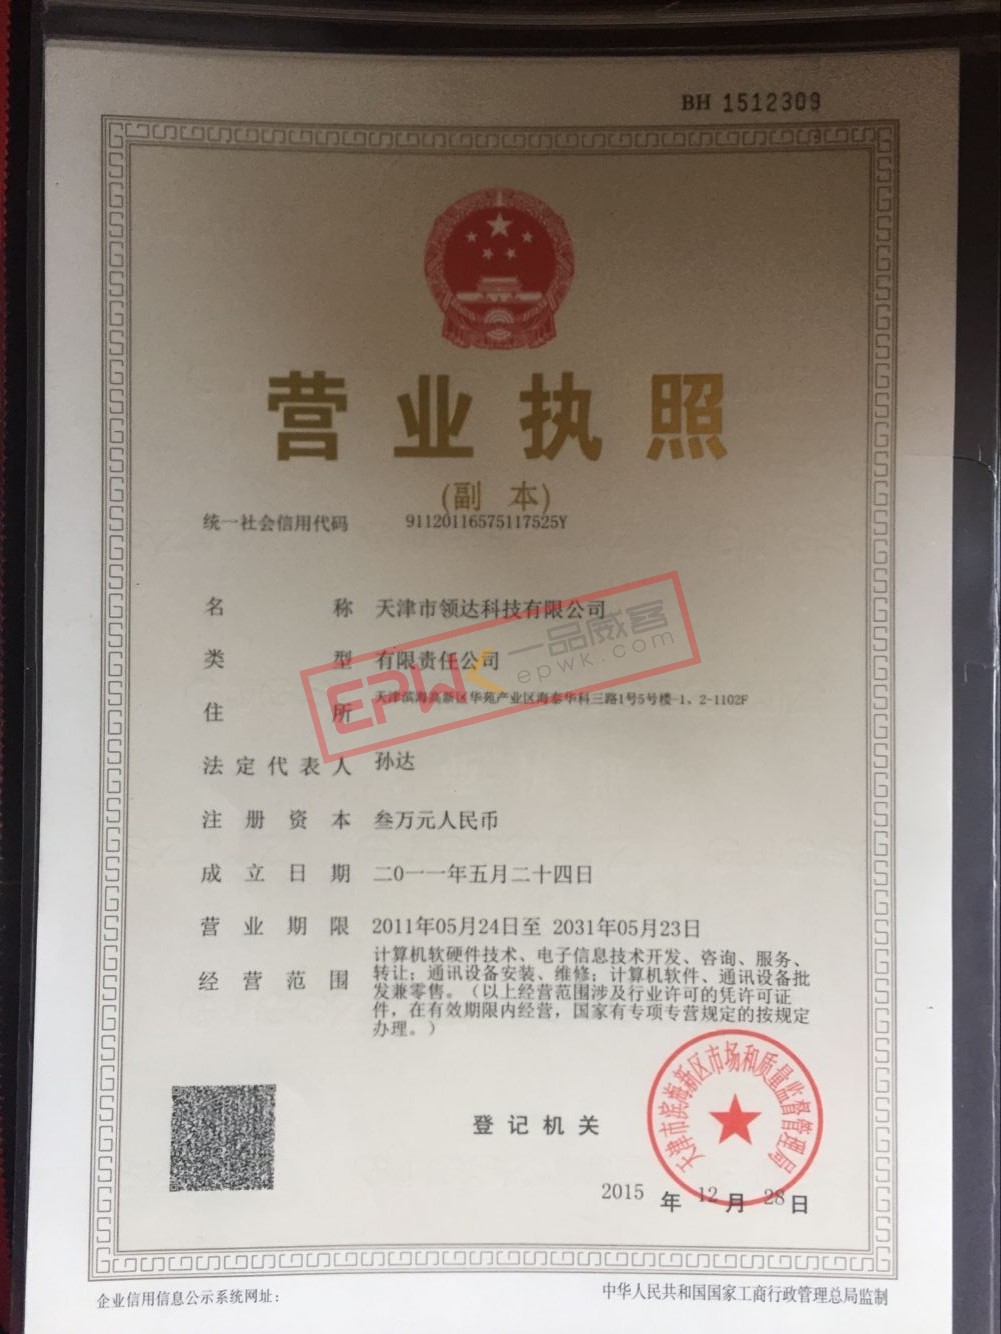 BH 1512309
营业执照
(副 本)
统一社会信用代码 91120116575117525Y
名 称 天津市领达科技有限公司
类 型 有限责任公司
住 所 天津滨海高新区华苑产业区海泰华科三路1号5号楼-1、2-1102F
法定代表人 孙达
注册资本 叁万元人民币
成立日期 二0一一年五月二十四日
营业期限 2011年05月24日至 2031年05月23日
经营范围 计算机软硬件技术、电子信息技术开发、咨询、服务、
转让；通讯设备安装、维修；计算机软件、通讯设备批
发兼零售。（以上经营范围涉及行业许可的凭许可证
件，在有效期限内经营，国家有专项专营规定的按规定
办理。）
EPWK 一品威客
epwk.com
登记机关
天津市滨海新区市场和质量监督管理局
2015 年 12 月 28 日
企业信用信息公示系统网址：
中华人民共和国国家工商行政管理总局监制